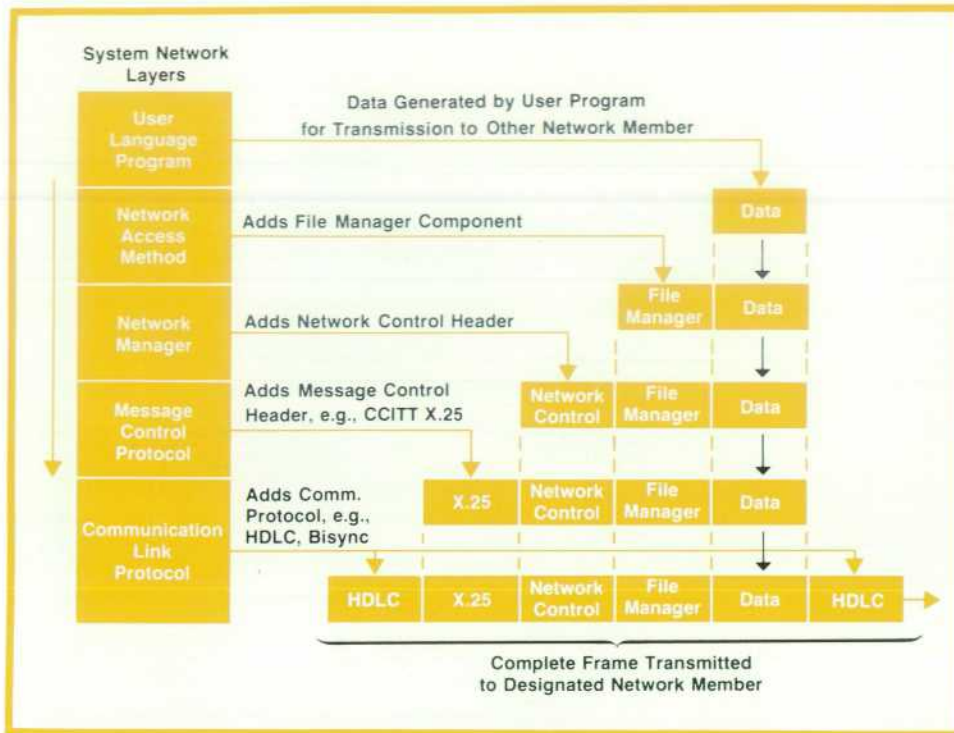 System Network
Layers
User
Language
Program
Data Generated by User Program
for Transmission to Other Network Member
Data
Network
Access
Method
Adds File Manager Component
File
Manager
Data
Network
Manager
Adds Network Control Header
Network
Control
File
Manager
Data
Message
Control
Protocol
Adds Message Control
Header, e.g., CCITT X.25
X.25
Network
Control
File
Manager
Data
Communication
Link
Protocol
Adds Comm.
Protocol, e.g.,
HDLC, Bisync
HDLC
X.25
Network
Control
File
Manager
Data
HDLC
Complete Frame Transmitted
to Designated Network Member